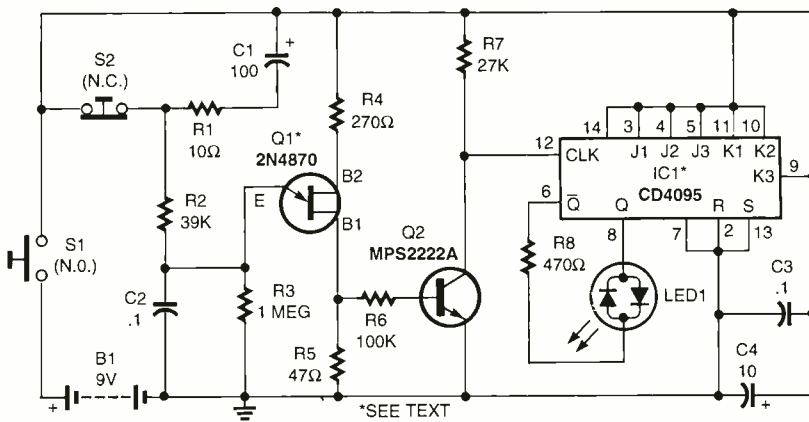 S2
(N.C.)
C1
100
+
R1
10Ω
R4
270Ω
R7
27K
Q1*
2N4870
B2
E
B1
R2
39K
S1
(N.O.)
C2
.1
R3
1 MEG
Q2
MPS2222A
R6
100K
R5
47Ω
B1
9V
+
*SEE TEXT
14 3 4 5 11 10
12
CLK J1 J2 J3 K1 K2
IC1*
CD4095
K3
9
6
Q̅ Q R S
8 7 2 13
R8
470Ω
LED1
C3
.1
C4
10
+